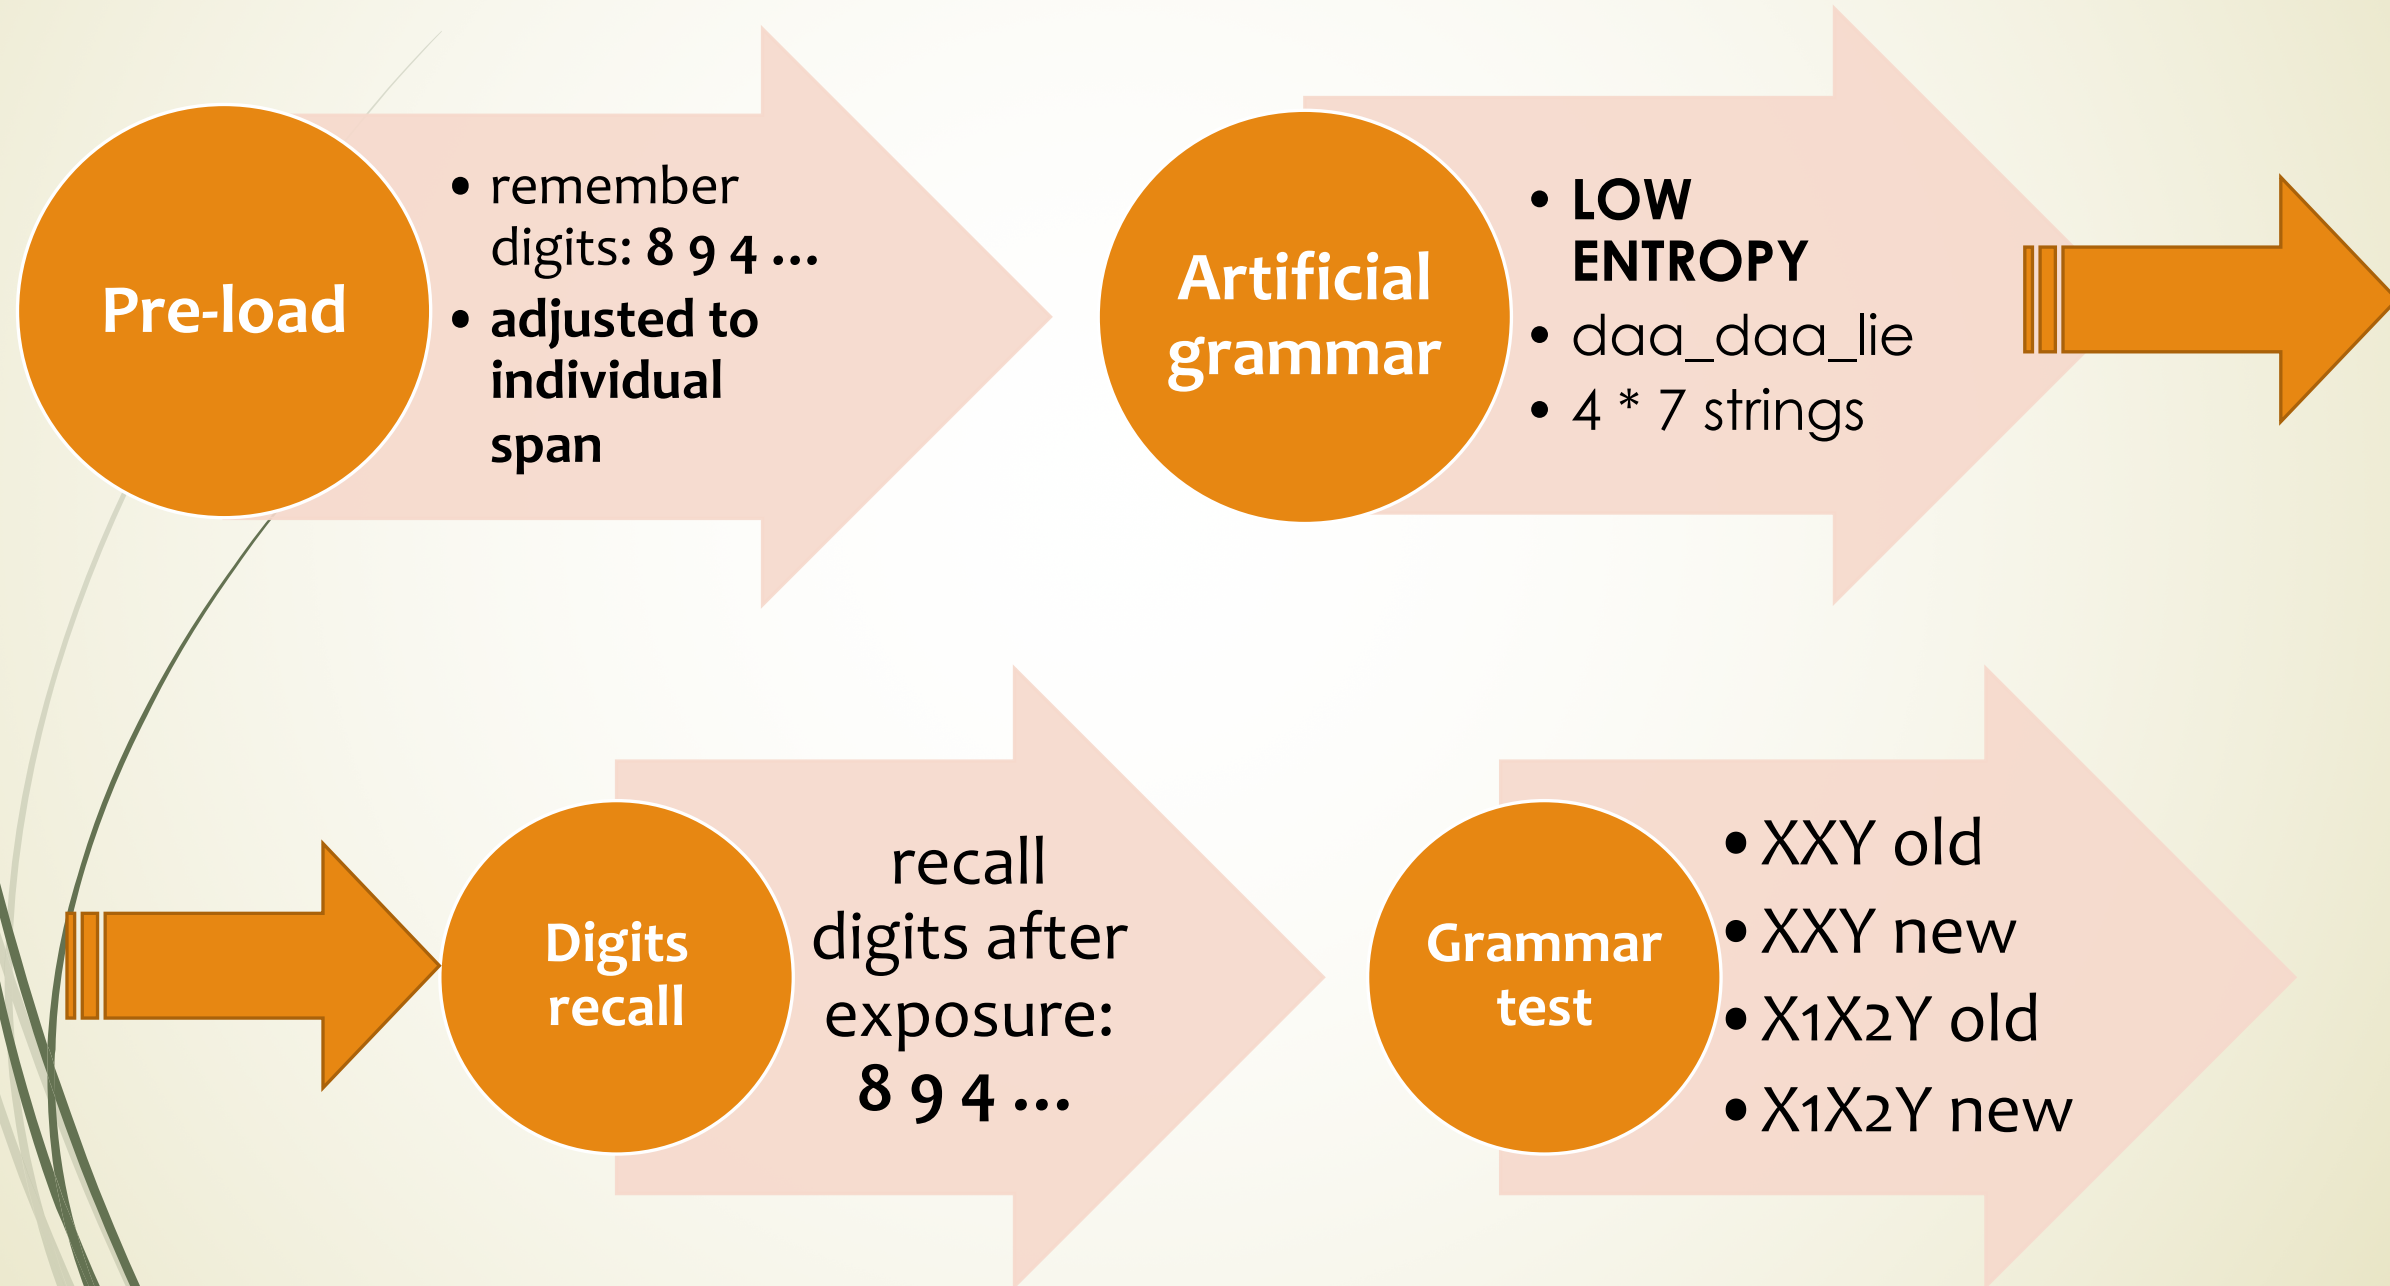 Pre-load
• remember
digits: 8 9 4 ...
• adjusted to
individual
span
Artificial
grammar
• LOW
ENTROPY
• daa_daa_lie
• 4 * 7 strings
Digits
recall
recall
digits after
exposure:
8 9 4 ...
Grammar
test
• XXY old
• XXY new
• X1X2Y old
• X1X2Y new